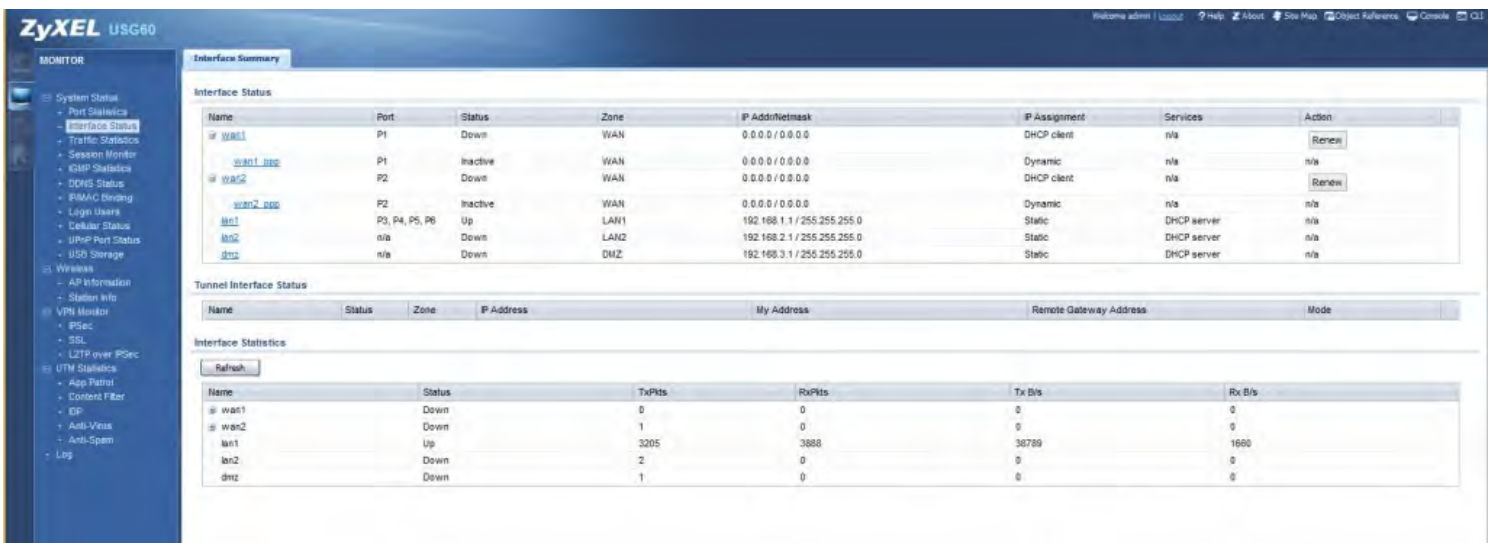 ZyXEL USG60
Welcome admin | Logout ? Help Z About Site Map Object Reference Console CLI
MONITOR
System Status
Port Statistics
Interface Status
Traffic Statistics
Session Monitor
IGMP Statistics
DDNS Status
IP/MAC Binding
Login Users
Cellular Status
UPnP Port Status
USB Storage
Wireless
AP Information
Station Info
VPN Monitor
IPSec
SSL
L2TP over IPSec
UTM Statistics
App Patrol
Content Filter
IDP
Anti-Virus
Anti-Spam
Log
Interface Summary
Interface Status
Name Port Status Zone IP Addr/Netmask IP Assignment Services Action
wan1 P1 Down WAN 0.0.0.0 / 0.0.0.0 DHCP client n/a Renew
wan1_ppp P1 Inactive WAN 0.0.0.0 / 0.0.0.0 Dynamic n/a n/a
wan2 P2 Down WAN 0.0.0.0 / 0.0.0.0 DHCP client n/a Renew
wan2_ppp P2 Inactive WAN 0.0.0.0 / 0.0.0.0 Dynamic n/a n/a
lan1 P3, P4, P5, P6 Up LAN1 192.168.1.1 / 255.255.255.0 Static DHCP server n/a
lan2 n/a Down LAN2 192.168.2.1 / 255.255.255.0 Static DHCP server n/a
dmz n/a Down DMZ 192.168.3.1 / 255.255.255.0 Static DHCP server n/a
Tunnel Interface Status
Name Status Zone IP Address My Address Remote Gateway Address Mode
Interface Statistics
Refresh
Name Status TxPkts RxPkts Tx B/s Rx B/s
wan1 Down 0 0 0 0
wan2 Down 1 0 0 0
lan1 Up 3205 3888 38789 1660
lan2 Down 2 0 0 0
dmz Down 1 0 0 0